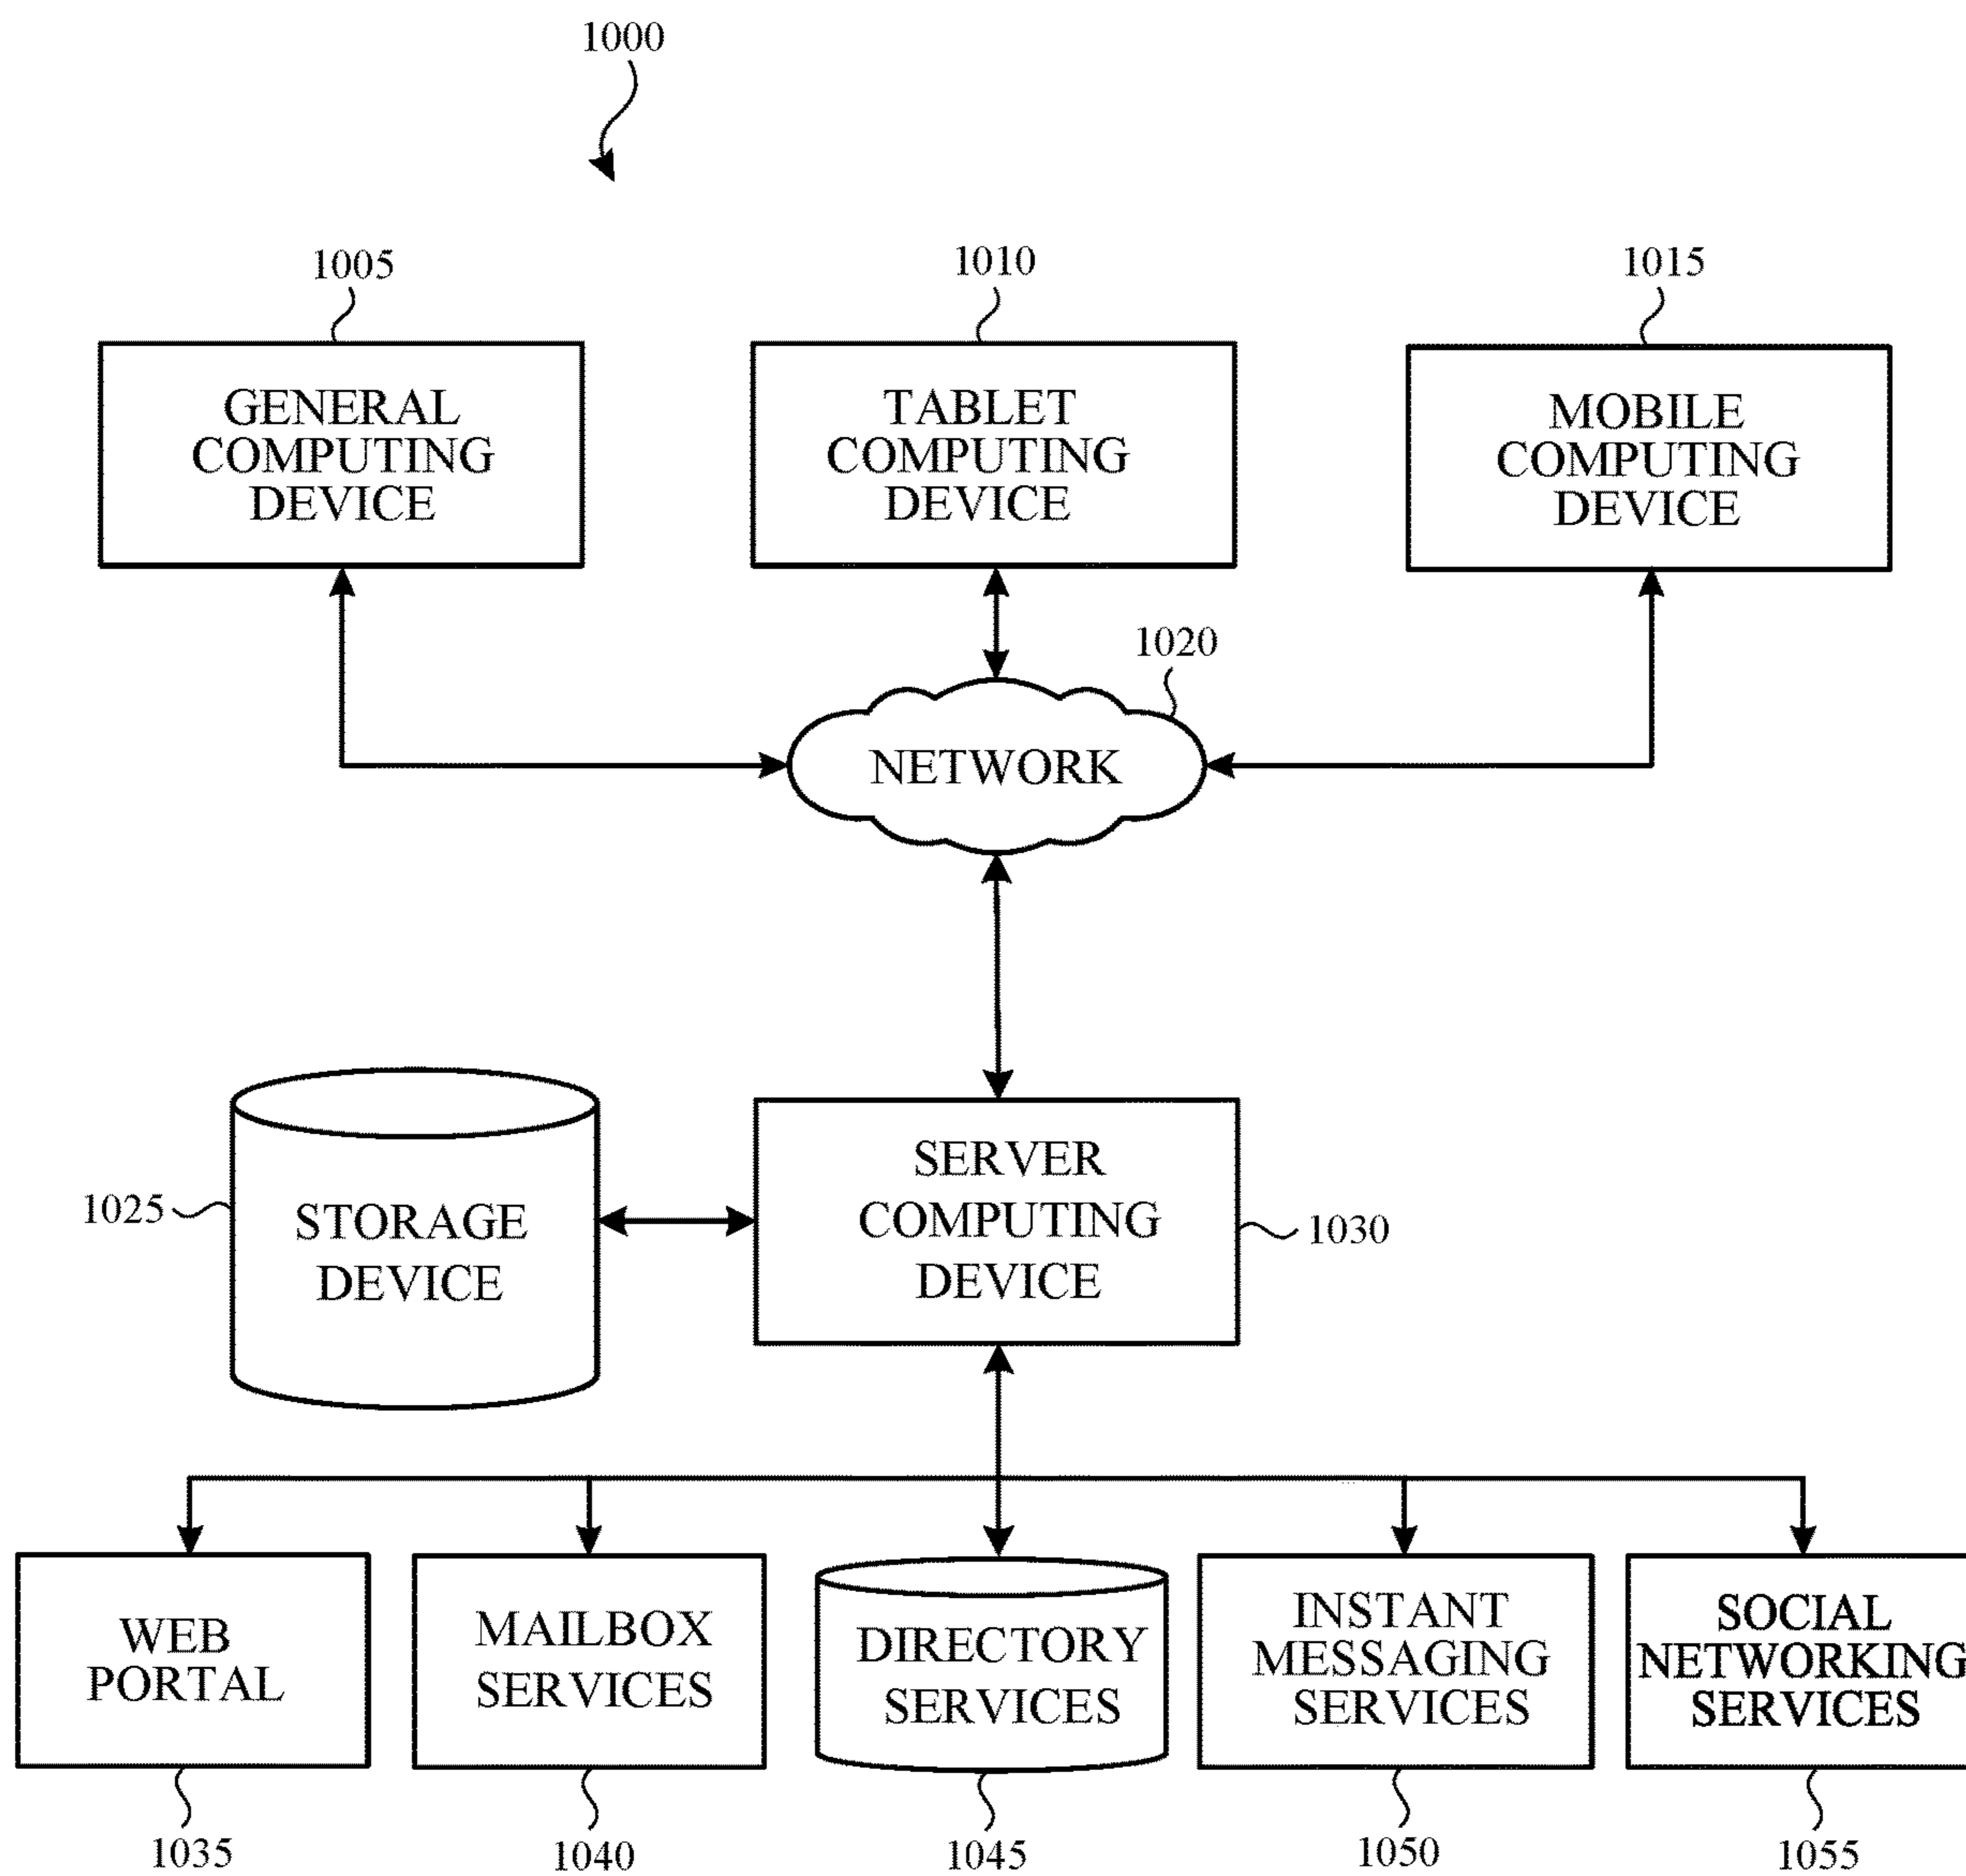 1000
1005
1010
1015
GENERAL
COMPUTING
DEVICE
TABLET
COMPUTING
DEVICE
MOBILE
COMPUTING
DEVICE
1020
NETWORK
1025
STORAGE
DEVICE
SERVER
COMPUTING
DEVICE
1030
WEB
PORTAL
MAILBOX
SERVICES
DIRECTORY
SERVICES
INSTANT
MESSAGING
SERVICES
SOCIAL
NETWORKING
SERVICES
1035
1040
1045
1050
1055